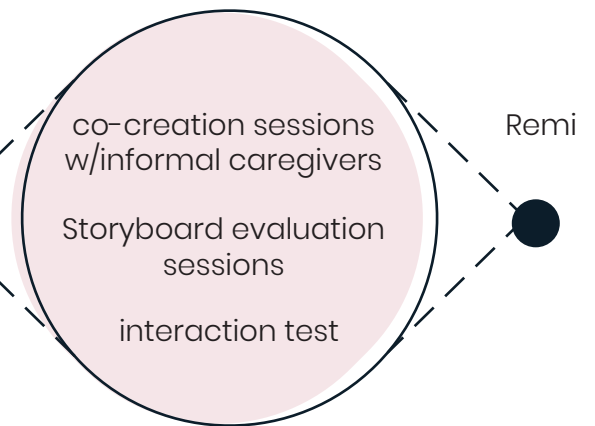 co-creation sessions
w/informal caregivers
Storyboard evaluation
sessions
interaction test
Remi